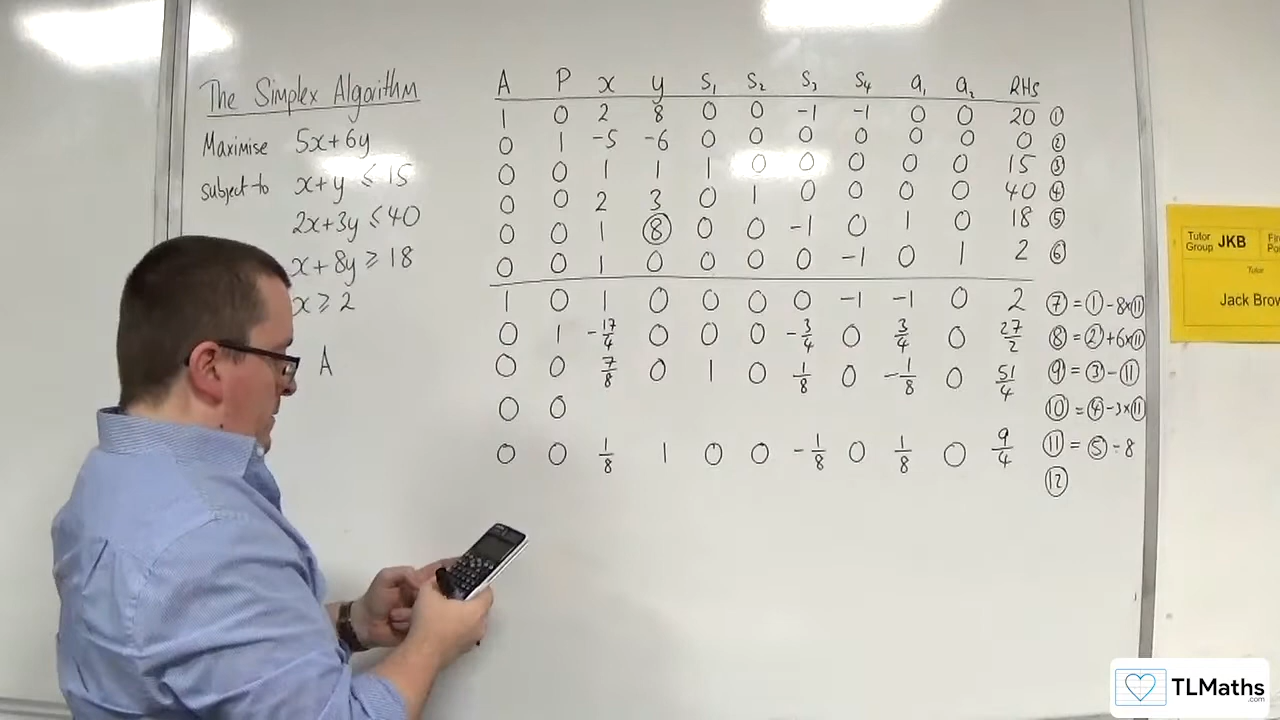 The Simplex Algorithm
Maximise 5x+6y
subject to x+y ≤ 15
2x+3y ≤ 40
x+8y ≥ 18
x ≥ 2
A
A P x y S₁ S₂ S₃ S₄ a₁ a₂ RHS
1 0 2 8 0 0 -1 -1 0 0 20 ①
0 1 -5 -6 0 0 0 0 0 0 0 ②
0 0 1 1 1 0 0 0 0 0 15 ③
0 0 2 3 0 1 0 0 0 0 40 ④
0 0 1 ⑧ 0 0 -1 0 1 0 18 ⑤
0 0 1 0 0 0 0 -1 0 1 2 ⑥
1 0 1 0 0 0 0 -1 -1 0 2 ⑦ = ① - 8×⑪
0 1 -17/4 0 0 0 -3/4 0 3/4 0 27/2 ⑧ = ② + 6×⑪
0 0 7/8 0 1 0 1/8 0 -1/8 0 51/4 ⑨ = ③ - ⑪
0 0 ⑩ = ④ - 3×⑪
0 0 1/8 1 0 0 -1/8 0 1/8 0 9/4 ⑪ = ⑤ ÷ 8
⑫
Tutor Group JKB
Tutor
Jack
TLMaths
.com